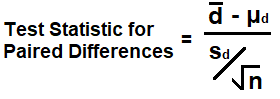 Test Statistic for
Paired Differences = d̅ - μd
sd/√n